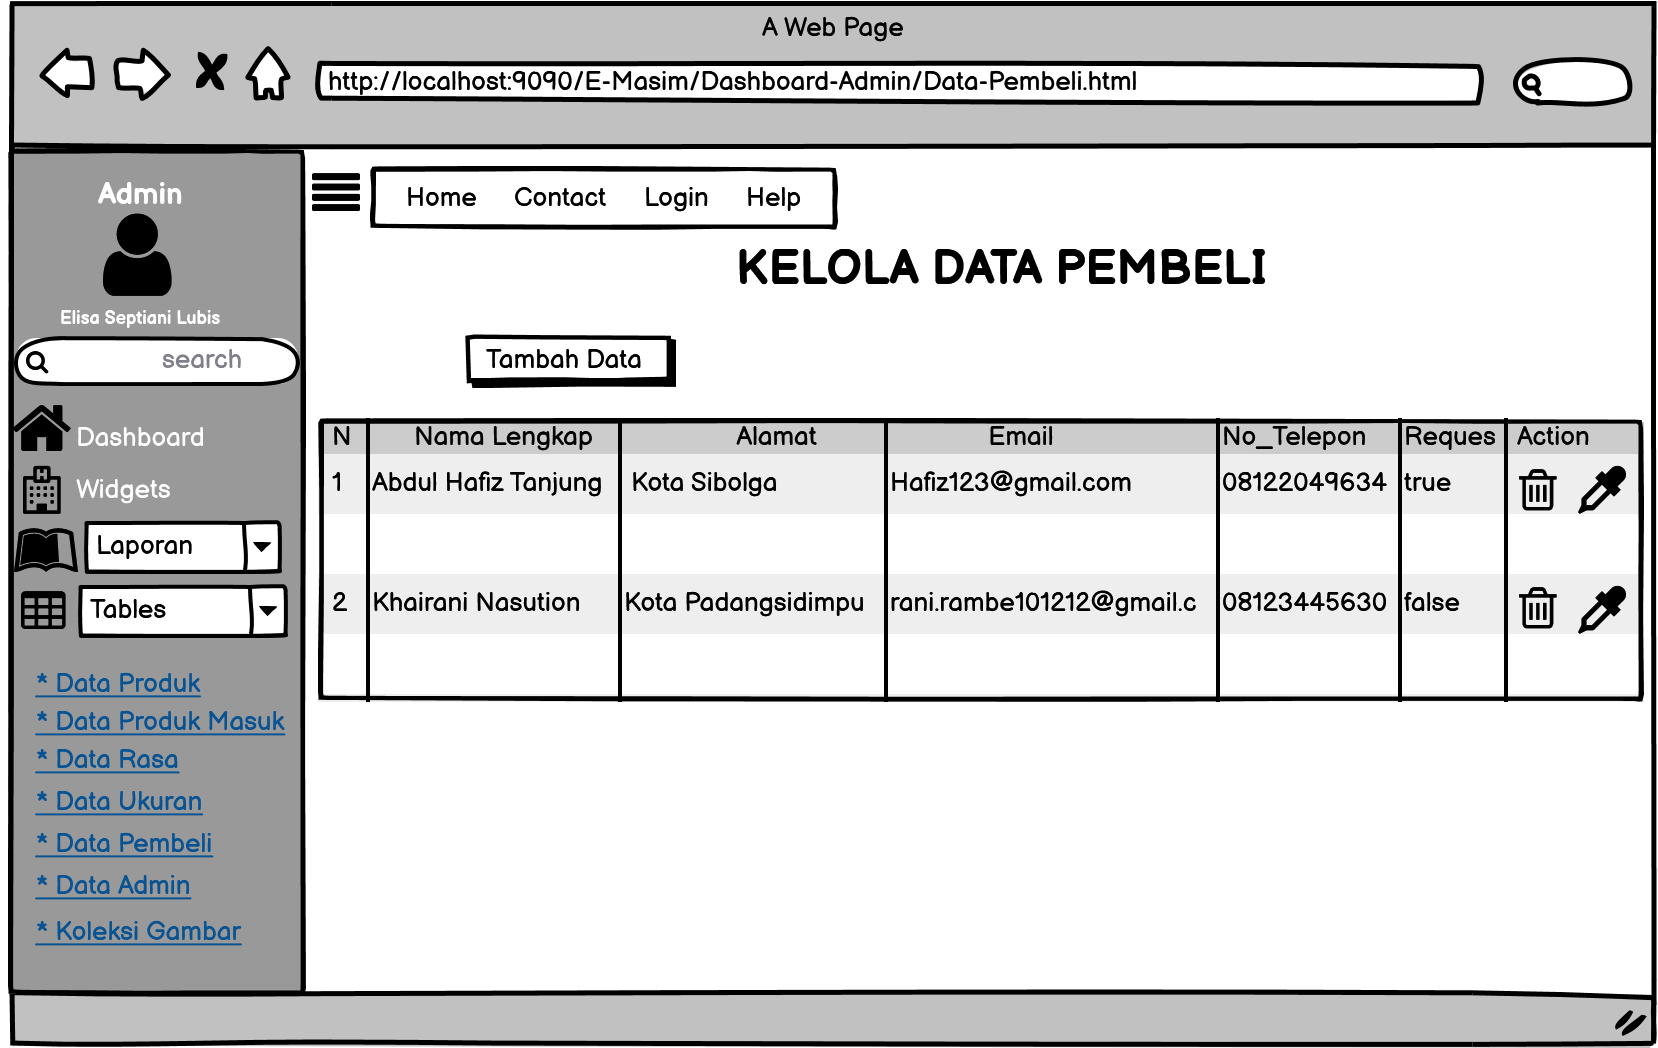 A Web Page
http://localhost:9090/E-Masim/Dashboard-Admin/Data-Pembeli.html
Admin
Elisa Septiani Lubis
search
Dashboard
Widgets
Laporan
Tables
* Data Produk
* Data Produk Masuk
* Data Rasa
* Data Ukuran
* Data Pembeli
* Data Admin
* Koleksi Gambar
Home Contact Login Help
KELOLA DATA PEMBELI
Tambah Data
N Nama Lengkap Alamat Email No_Telepon Reques Action
1 Abdul Hafiz Tanjung Kota Sibolga Hafiz123@gmail.com 08122049634 true
2 Khairani Nasution Kota Padangsidimpu rani.rambe101212@gmail.c 08123445630 false